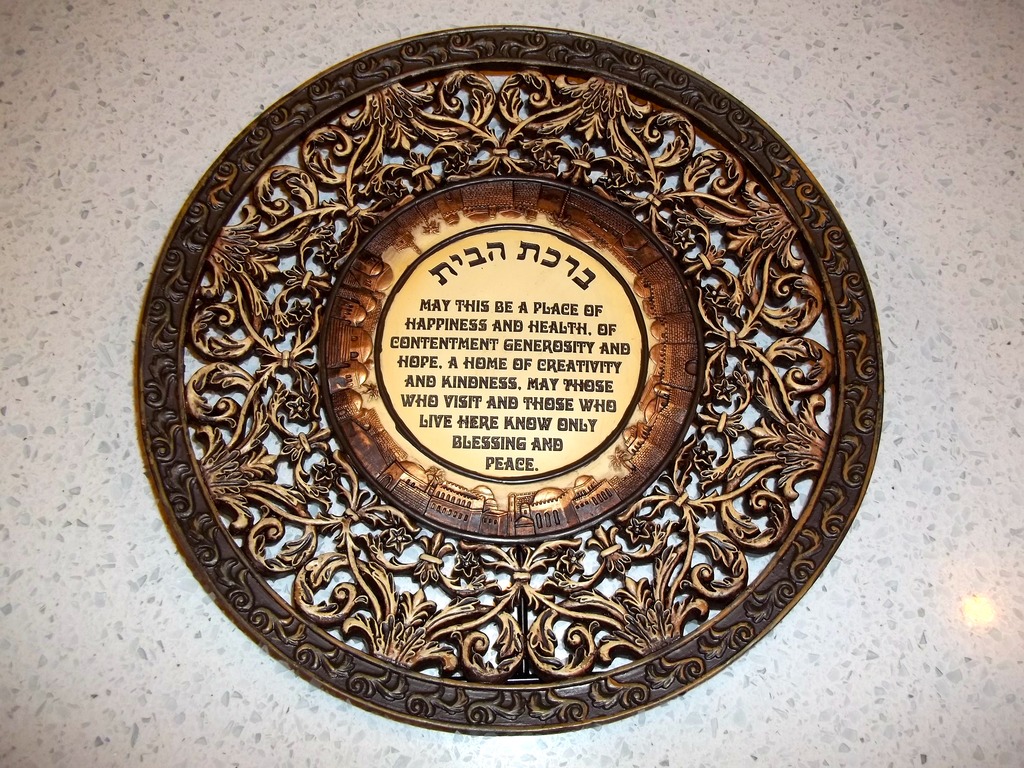 ברכת הבית
MAY THIS BE A PLACE OF
HAPPINESS AND HEALTH, OF
CONTENTMENT GENEROSITY AND
HOPE, A HOME OF CREATIVITY
AND KINDNESS, MAY THOSE
WHO VISIT AND THOSE WHO
LIVE HERE KNOW ONLY
BLESSING AND
PEACE.